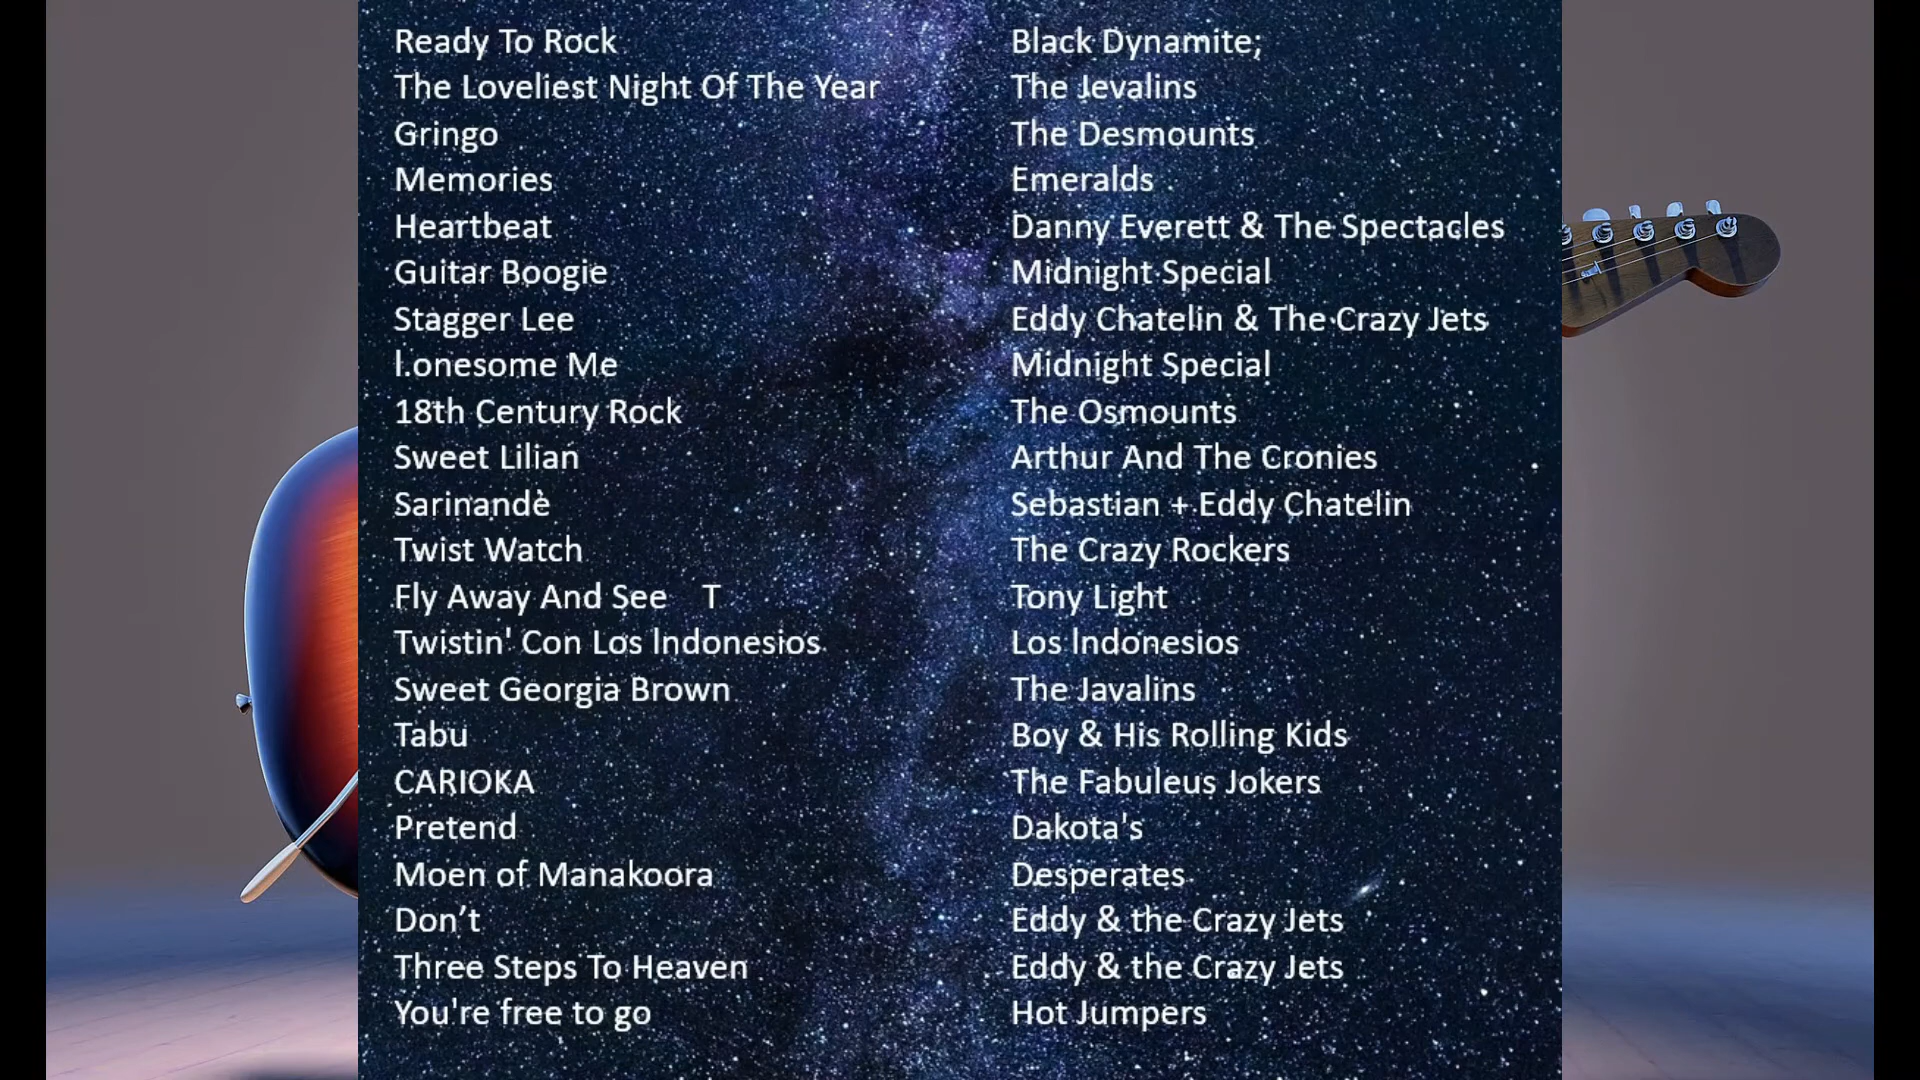 Ready To Rock Black Dynamite;
The Loveliest Night Of The Year The Jevalins
Gringo The Desmounts
Memories Emeralds
Heartbeat Danny Everett & The Spectacles
Guitar Boogie Midnight Special
Stagger Lee Eddy Chatelin & The Crazy Jets
l.onesome Me Midnight Special
18th Century Rock The Osmounts
Sweet Lilian Arthur And The Cronies
Sarinandè Sebastian + Eddy Chatelin
Twist Watch The Crazy Rockers
Fly Away And See T Tony Light
Twistin' Con Los lndonesios Los lndonesios
Sweet Georgia Brown The Javalins
Tabu Boy & His Rolling Kids
CARIOKA The Fabuleus Jokers
Pretend Dakota's
Moen of Manakoora Desperates
Don’t Eddy & the Crazy Jets
Three Steps To Heaven Eddy & the Crazy Jets
You're free to go Hot Jumpers